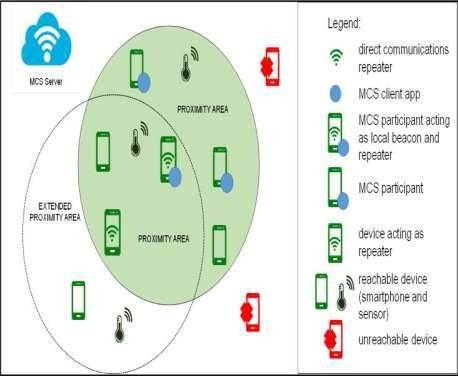 MCS Server
PROXIMITY AREA
EXTENDED
PROXIMITY AREA
PROXIMITY AREA
Legend:
direct communications
repeater
MCS client app
MCS participant acting
as local beacon and
repeater
MCS participant
device acting as
repeater
reachable device
(smartphone and
sensor)
unreachable device